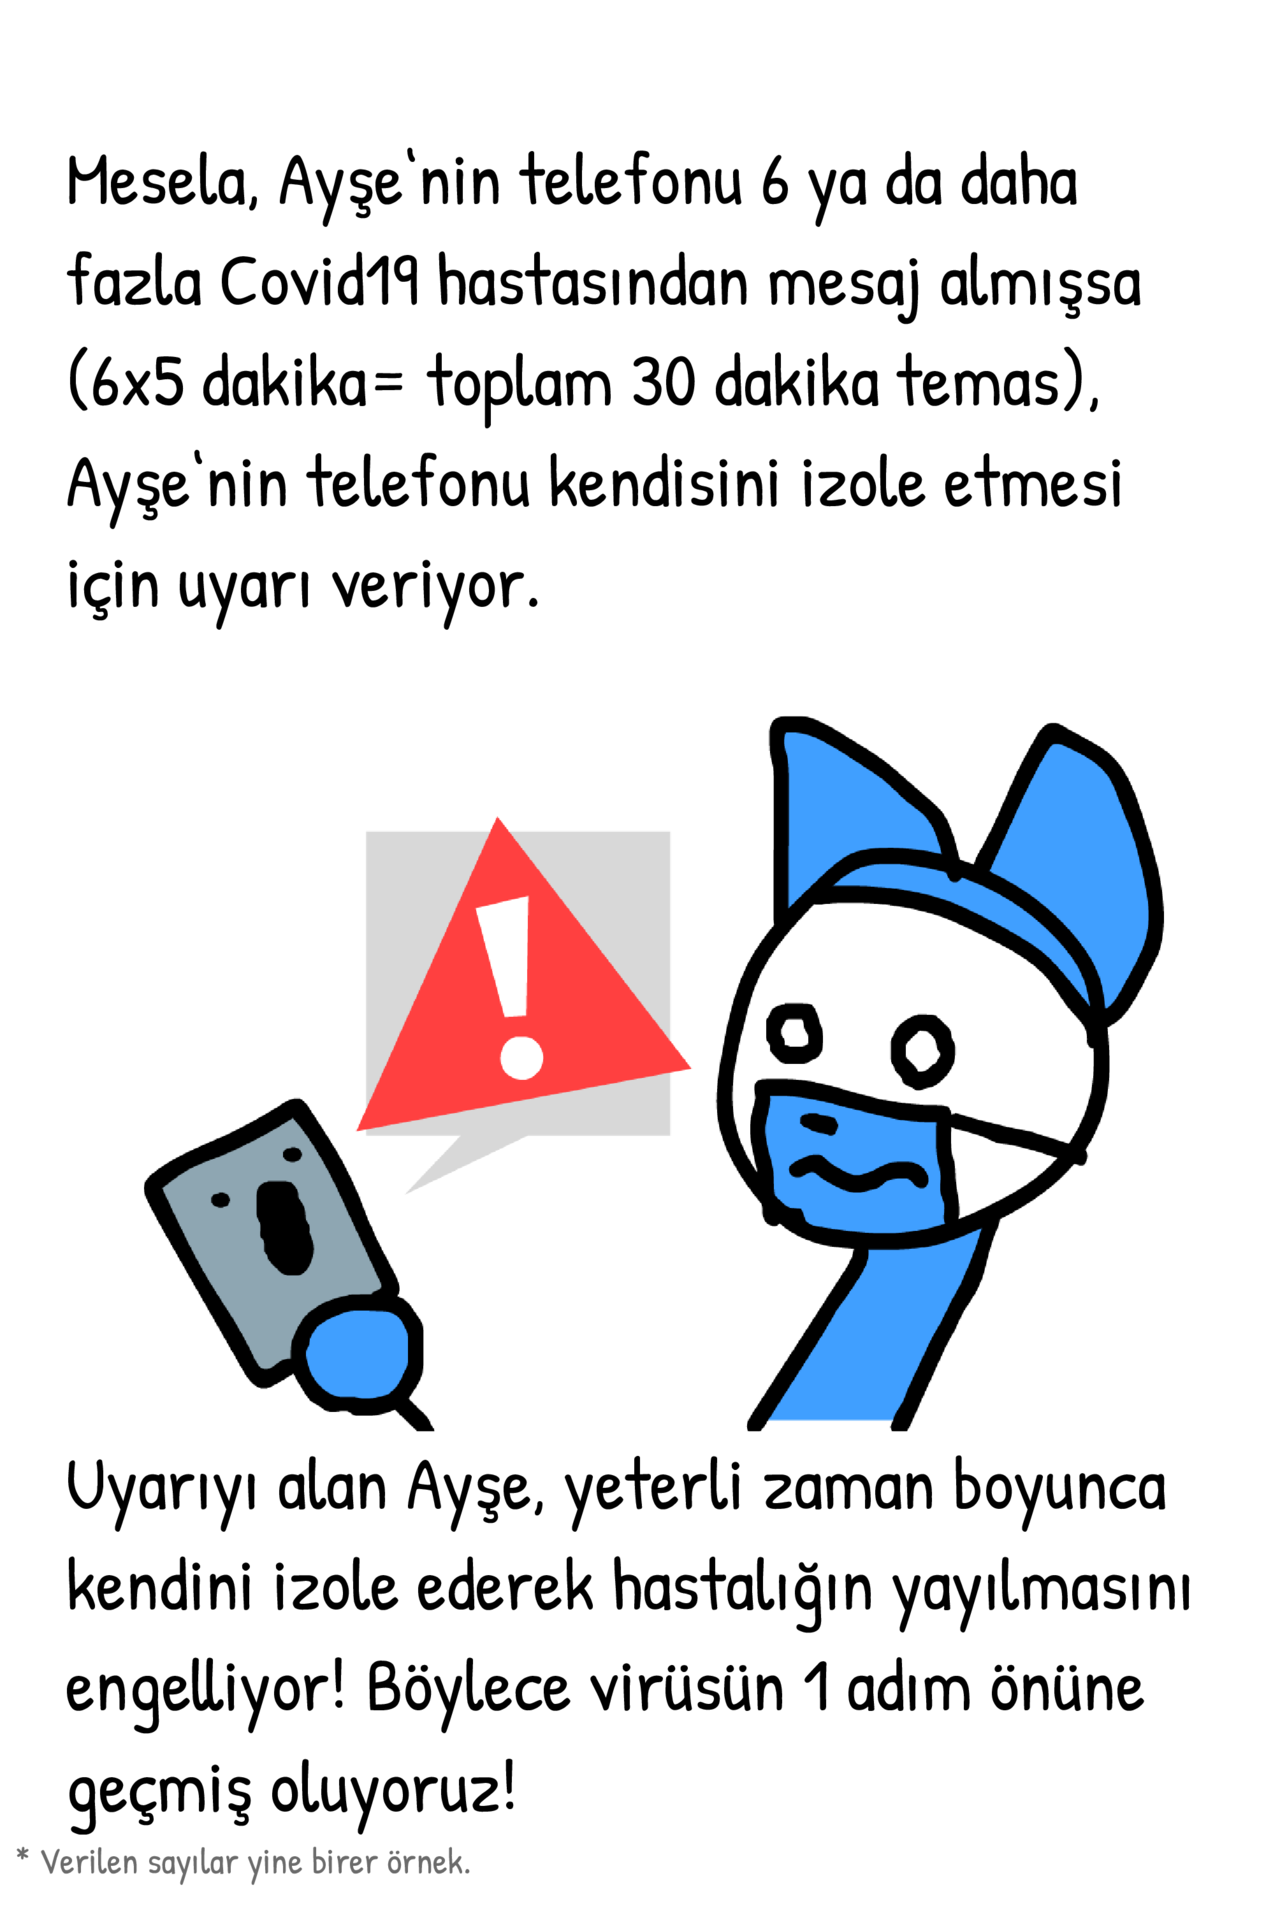 Mesela, Ayşe'nin telefonu 6 ya da daha
fazla Covid19 hastasından mesaj almışsa
(6x5 dakika= toplam 30 dakika temas),
Ayşe'nin telefonu kendisini izole etmesi
için uyarı veriyor.
!
Uyarıyı alan Ayşe, yeterli zaman boyunca
kendini izole ederek hastalığın yayılmasını
engelliyor! Böylece virüsün 1 adım önüne
geçmiş oluyoruz!
* Verilen sayılar yine birer örnek.